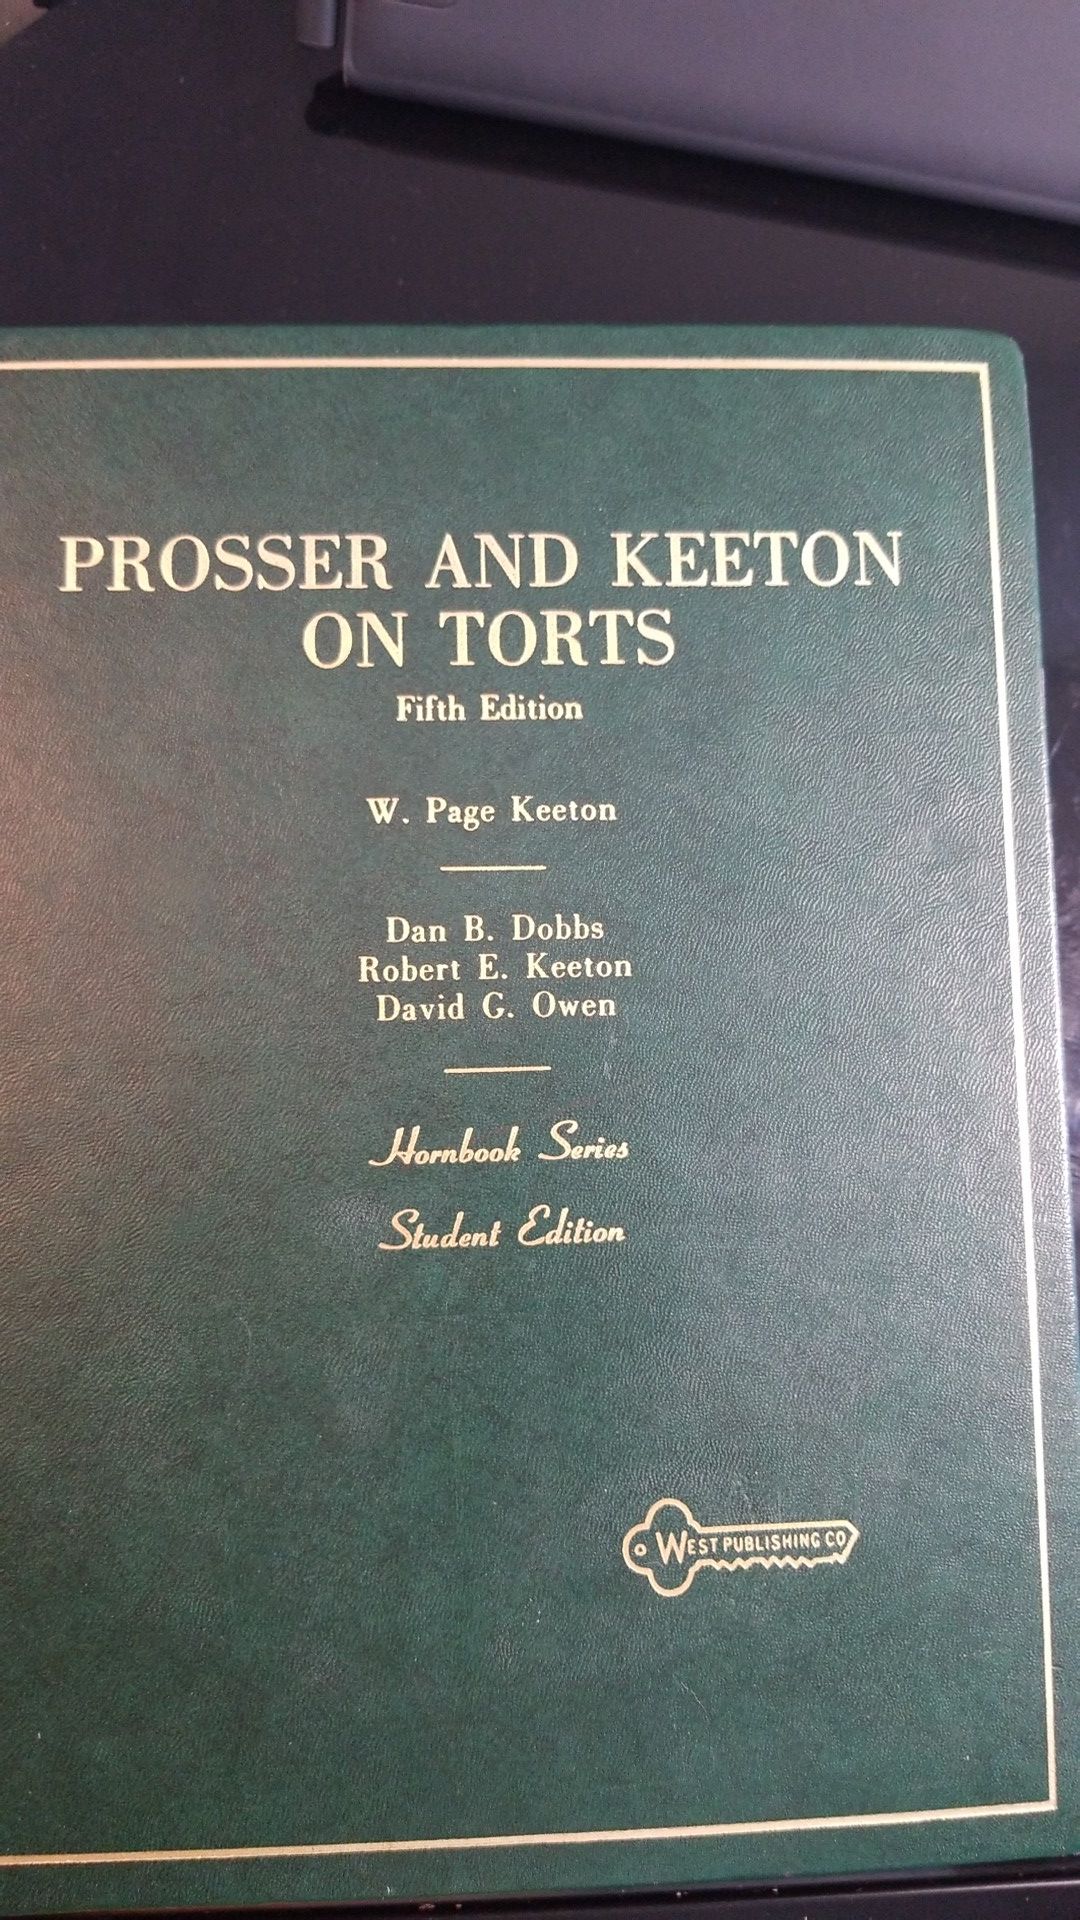 PROSSER AND KEETON
ON TORTS
Fifth Edition
W. Page Keeton
Dan B. Dobbs
Robert E. Keeton
David G. Owen
Hornbook Series
Student Edition
WEST PUBLISHING CO